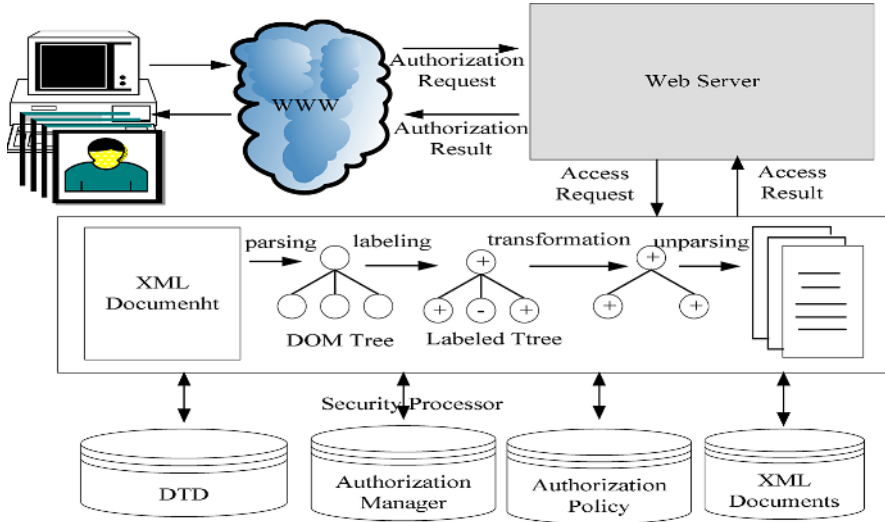 WWW
Authorization
Request
Authorization
Result
Web Server
Access
Request
Access
Result
parsing
labeling
transformation
unparsing
XML
Documenht
+
+
+
-
+
+
+
DOM Tree
Labeled Ttree
Security Processor
DTD
Authorization
Manager
Authorization
Policy
XML
Documents